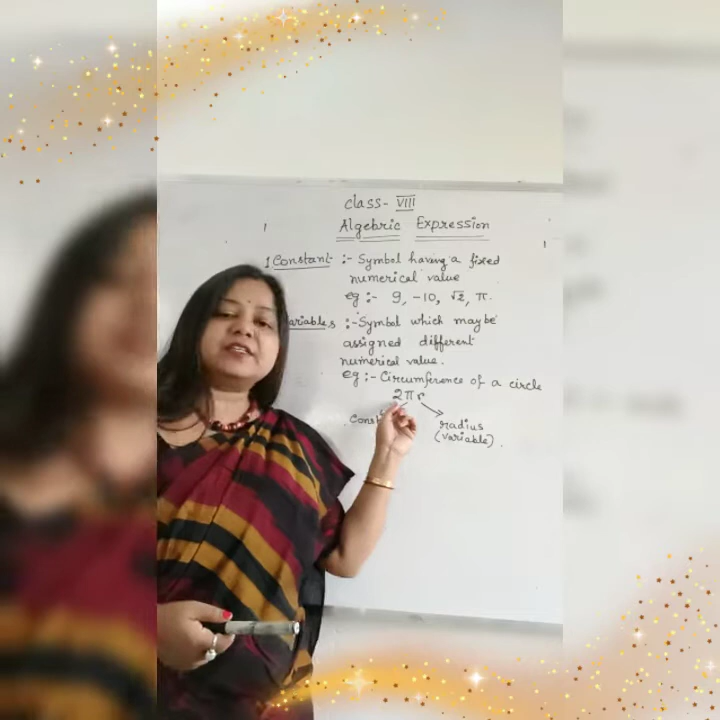 class- VIII
Algebric Expression
1. Constant :- Symbol having a fixed
numerical value
eg :- 9, -10, √2, π.
ariables :- Symbol which may be
assigned different
numerical value.
eg :- Circumference of a circle
2πr
Const
radius
(variable).